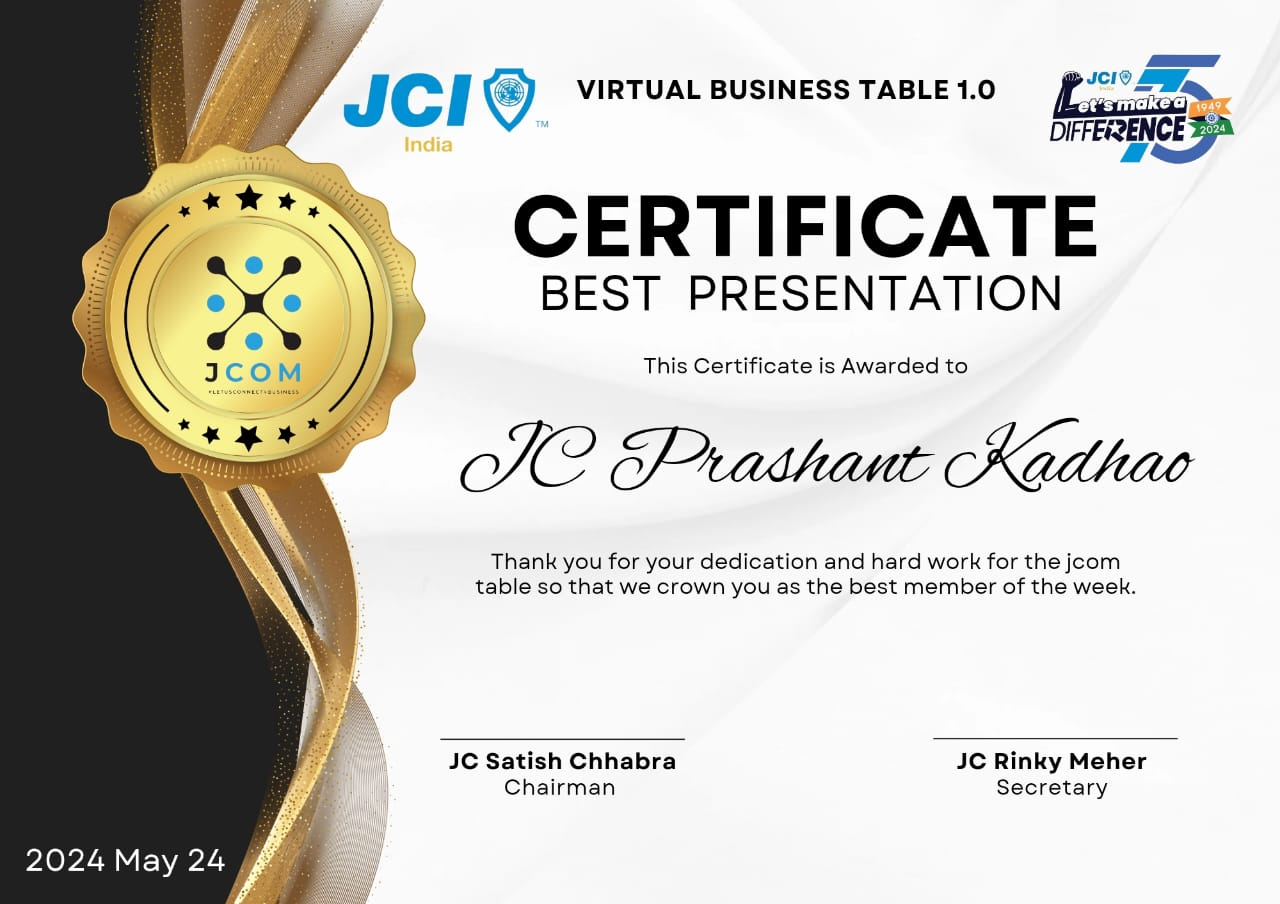 JCI
TM
India
VIRTUAL BUSINESS TABLE 1.0
JCI
India
Let's make a
DIFFERENCE
75
1949
2024
CERTIFICATE
BEST PRESENTATION
This Certificate is Awarded to
JC Prashant Kadhao
JCOM
#LETUSCONNECT4BUSINESS
Thank you for your dedication and hard work for the jcom
table so that we crown you as the best member of the week.
JC Satish Chhabra
Chairman
JC Rinky Meher
Secretary
2024 May 24